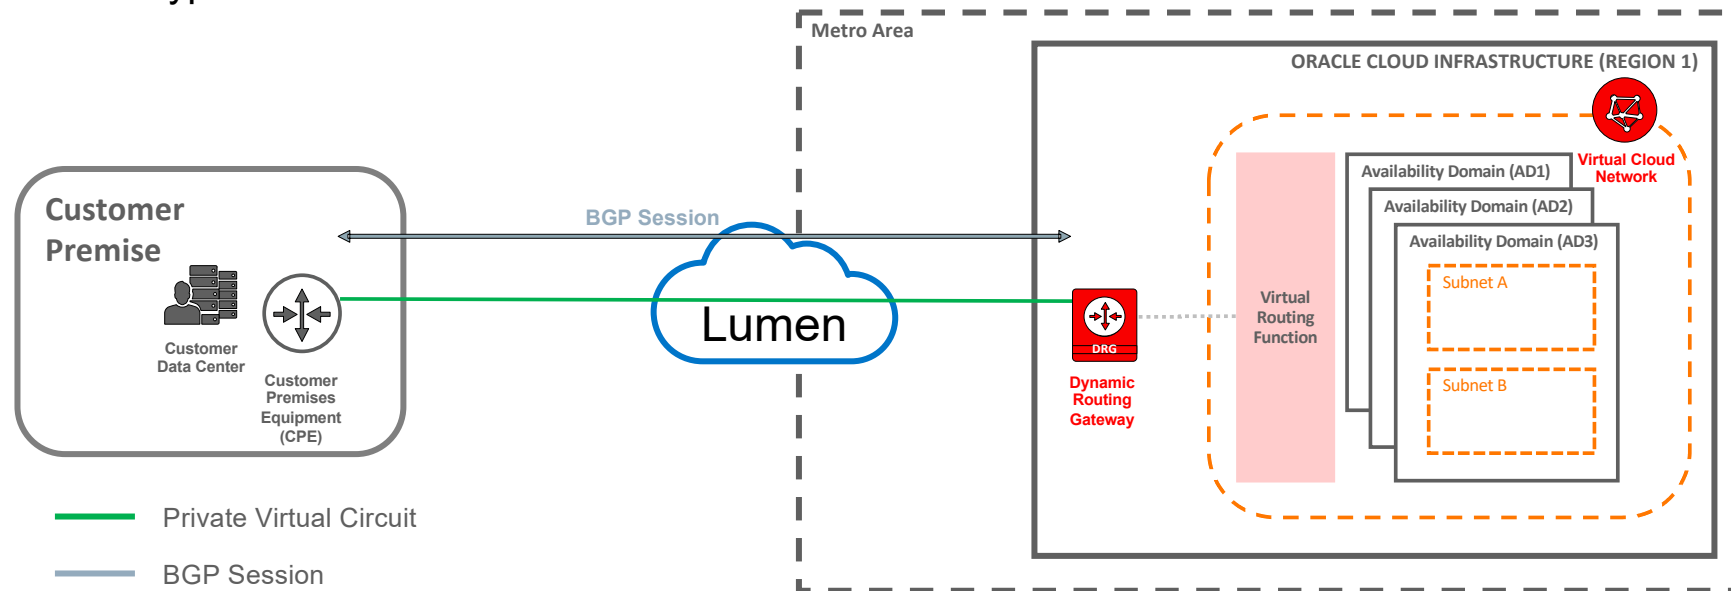 Metro Area
ORACLE CLOUD INFRASTRUCTURE (REGION 1)
Virtual Cloud
Network
Availability Domain (AD1)
Availability Domain (AD2)
Availability Domain (AD3)
Subnet A
Subnet B
Virtual
Routing
Function
Customer
Premise
BGP Session
Lumen
DRG
Dynamic
Routing
Gateway
Customer
Data Center
Customer
Premises
Equipment
(CPE)
Private Virtual Circuit
BGP Session